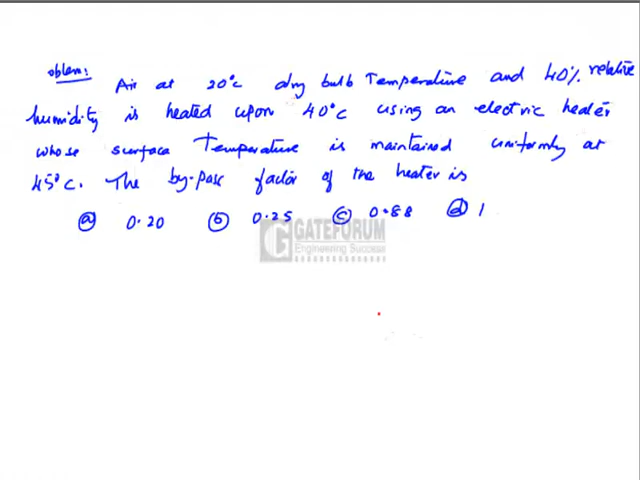 oblem:
Air at 20°c dry bulb Temperature and 40% relative
humidity is heated upon 40°c using an electric heater
whose surface Temperature is maintained uniformly at
45°C. The by-pass factor of the heater is
(a) 0.20 (b) 0.25 (c) 0.88 (d) 1
GATEFORUM
Engineering Success